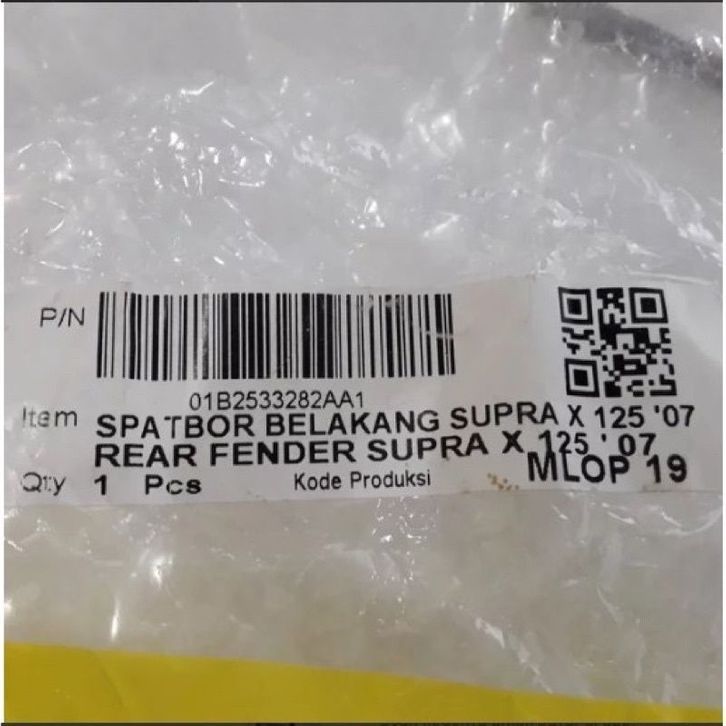 P/N
01B2533282AA1
Item SPATBOR BELAKANG SUPRA X 125 '07
REAR FENDER SUPRA X 125 ' 07
Qty 1 Pcs Kode Produksi MLOP 19